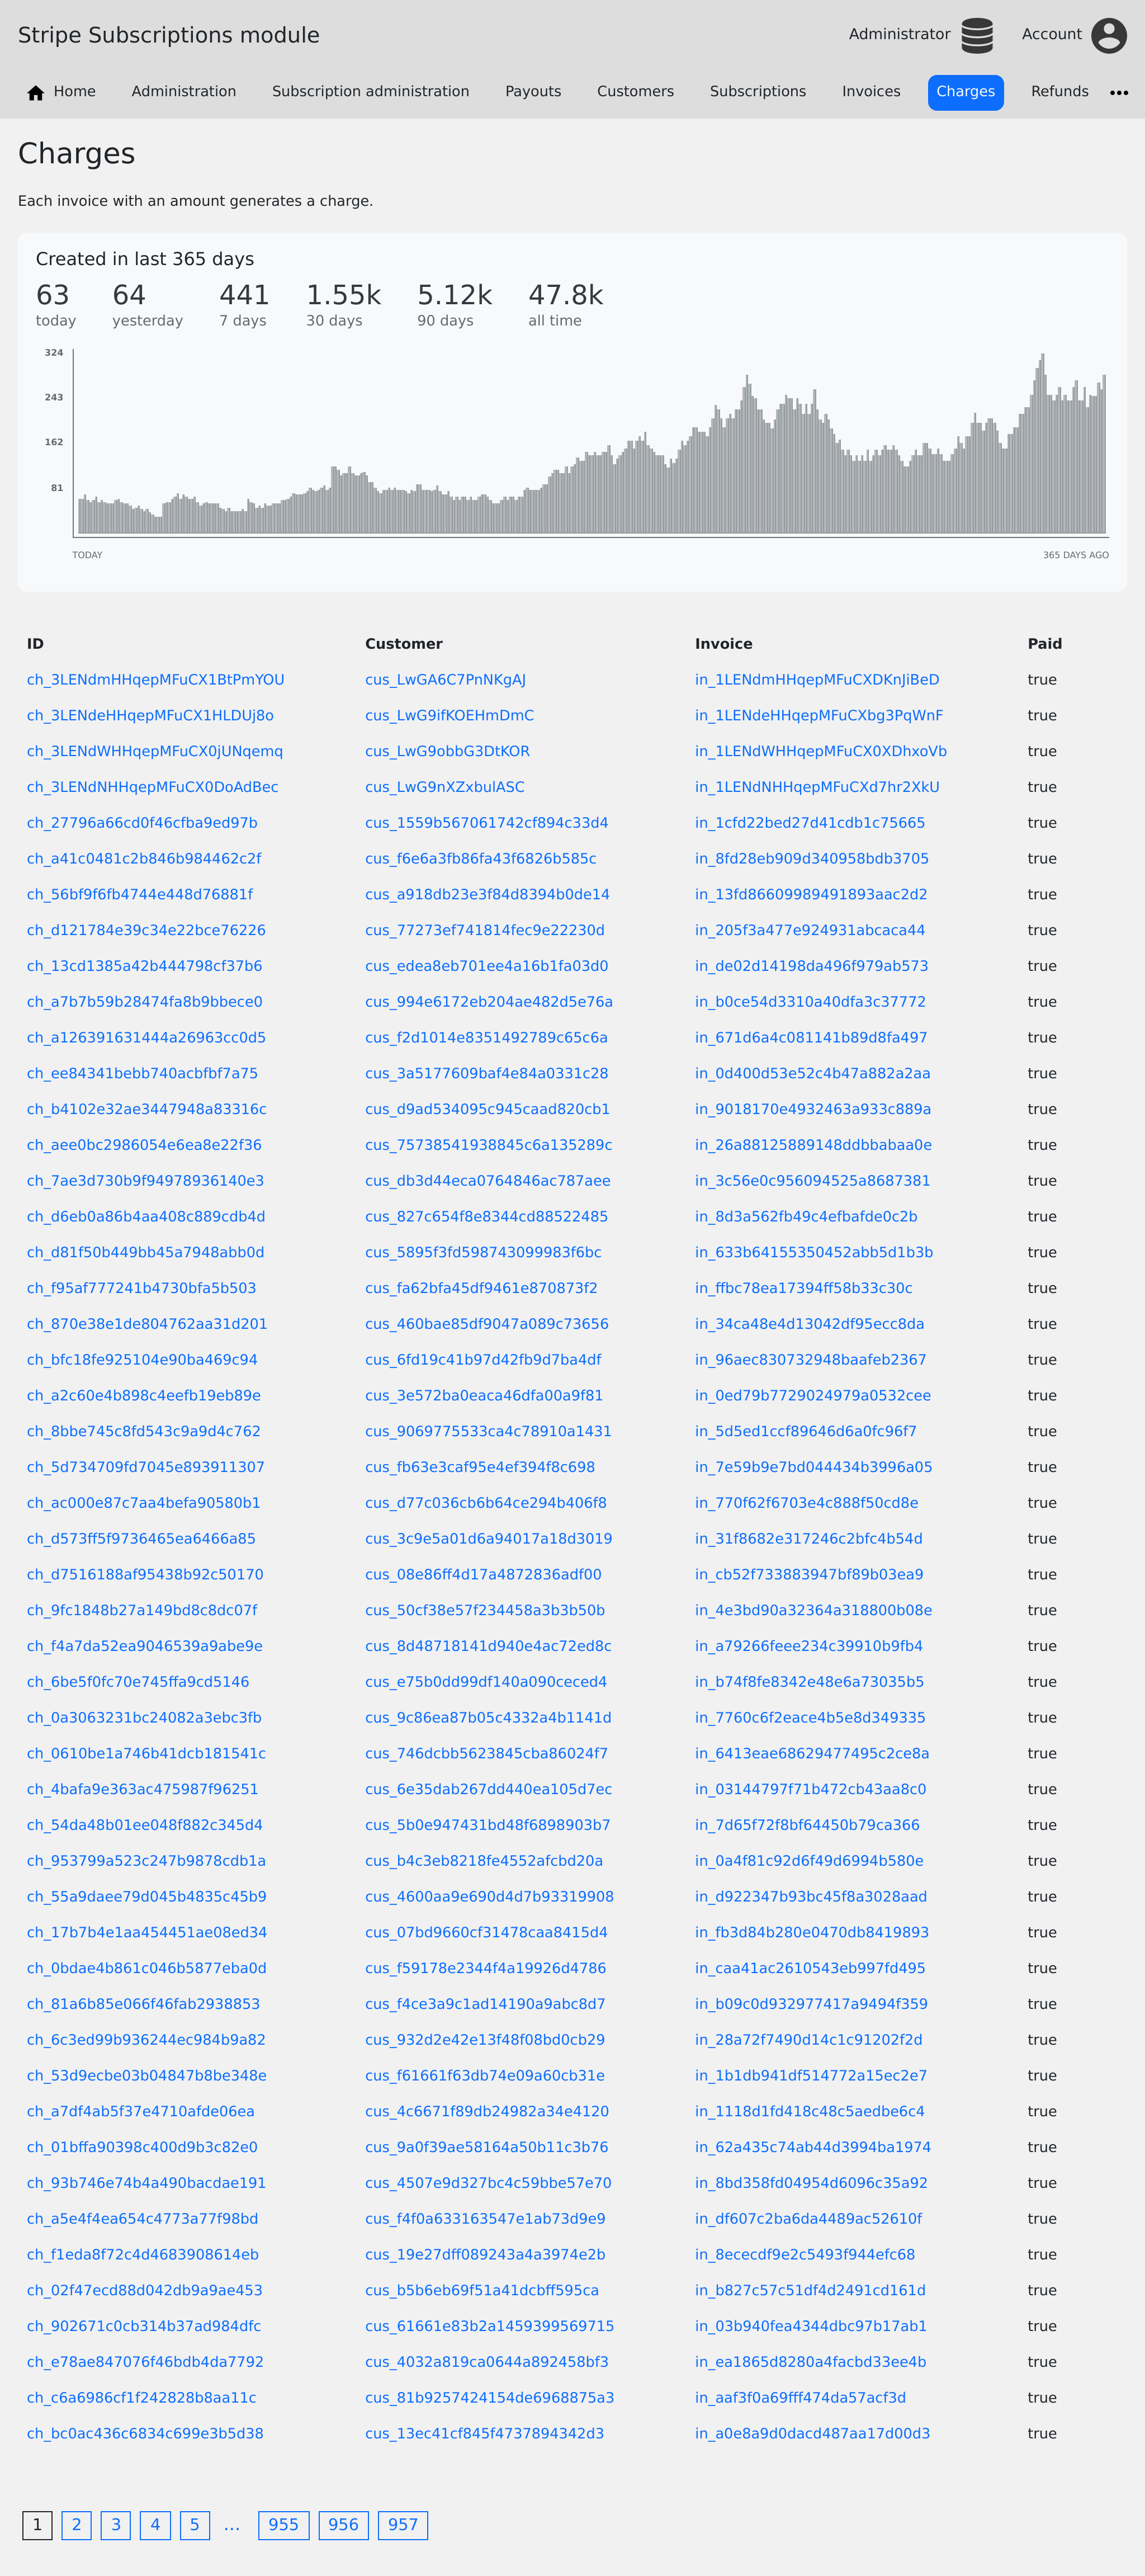 Stripe Subscriptions module
Administrator
Account
Home Administration Subscription administration Payouts Customers Subscriptions Invoices Charges Refunds •••
Charges
Each invoice with an amount generates a charge.
Created in last 365 days
63 64 441 1.55k 5.12k 47.8k
today yesterday 7 days 30 days 90 days all time
324
243
162
81
TODAY 365 DAYS AGO
ID Customer Invoice Paid
ch_3LENdmHHqepMFuCX1BtPmYOU cus_LwGA6C7PnNKgAJ in_1LENdmHHqepMFuCXDKnJiBeD true
ch_3LENdeHHqepMFuCX1HLDUj8o cus_LwG9ifKOEHmDmC in_1LENdeHHqepMFuCXbg3PqWnF true
ch_3LENdWHHqepMFuCX0jUNqemq cus_LwG9obbG3DtKOR in_1LENdWHHqepMFuCX0XDhxoVb true
ch_3LENdNHHqepMFuCX0DoAdBec cus_LwG9nXZxbulASC in_1LENdNHHqepMFuCXd7hr2XkU true
ch_27796a66cd0f46cfba9ed97b cus_1559b567061742cf894c33d4 in_1cfd22bed27d41cdb1c75665 true
ch_a41c0481c2b846b984462c2f cus_f6e6a3fb86fa43f6826b585c in_8fd28eb909d340958bdb3705 true
ch_56bf9f6fb4744e448d76881f cus_a918db23e3f84d8394b0de14 in_13fd86609989491893aac2d2 true
ch_d121784e39c34e22bce76226 cus_77273ef741814fec9e22230d in_205f3a477e924931abcaca44 true
ch_13cd1385a42b444798cf37b6 cus_edea8eb701ee4a16b1fa03d0 in_de02d14198da496f979ab573 true
ch_a7b7b59b28474fa8b9bbece0 cus_994e6172eb204ae482d5e76a in_b0ce54d3310a40dfa3c37772 true
ch_a126391631444a26963cc0d5 cus_f2d1014e8351492789c65c6a in_671d6a4c081141b89d8fa497 true
ch_ee84341bebb740acbfbf7a75 cus_3a5177609baf4e84a0331c28 in_0d400d53e52c4b47a882a2aa true
ch_b4102e32ae3447948a83316c cus_d9ad534095c945caad820cb1 in_9018170e4932463a933c889a true
ch_aee0bc2986054e6ea8e22f36 cus_75738541938845c6a135289c in_26a88125889148ddbbabaa0e true
ch_7ae3d730b9f94978936140e3 cus_db3d44eca0764846ac787aee in_3c56e0c956094525a8687381 true
ch_d6eb0a86b4aa408c889cdb4d cus_827c654f8e8344cd88522485 in_8d3a562fb49c4efbafde0c2b true
ch_d81f50b449bb45a7948abb0d cus_5895f3fd598743099983f6bc in_633b64155350452abb5d1b3b true
ch_f95af777241b4730bfa5b503 cus_fa62bfa45df9461e870873f2 in_ffbc78ea17394ff58b33c30c true
ch_870e38e1de804762aa31d201 cus_460bae85df9047a089c73656 in_34ca48e4d13042df95ecc8da true
ch_bfc18fe925104e90ba469c94 cus_6fd19c41b97d42fb9d7ba4df in_96aec830732948baafeb2367 true
ch_a2c60e4b898c4eefb19eb89e cus_3e572ba0eaca46dfa00a9f81 in_0ed79b7729024979a0532cee true
ch_8bbe745c8fd543c9a9d4c762 cus_9069775533ca4c78910a1431 in_5d5ed1ccf89646d6a0fc96f7 true
ch_5d734709fd7045e893911307 cus_fb63e3caf95e4ef394f8c698 in_7e59b9e7bd044434b3996a05 true
ch_ac000e87c7aa4befa90580b1 cus_d77c036cb6b64ce294b406f8 in_770f62f6703e4c888f50cd8e true
ch_d573ff5f9736465ea6466a85 cus_3c9e5a01d6a94017a18d3019 in_31f8682e317246c2bfc4b54d true
ch_d7516188af95438b92c50170 cus_08e86ff4d17a4872836adf00 in_cb52f733883947bf89b03ea9 true
ch_9fc1848b27a149bd8c8dc07f cus_50cf38e57f234458a3b3b50b in_4e3bd90a32364a318800b08e true
ch_f4a7da52ea9046539a9abe9e cus_8d48718141d940e4ac72ed8c in_a79266feee234c39910b9fb4 true
ch_6be5f0fc70e745ffa9cd5146 cus_e75b0dd99df140a090ceced4 in_b74f8fe8342e48e6a73035b5 true
ch_0a3063231bc24082a3ebc3fb cus_9c86ea87b05c4332a4b1141d in_7760c6f2eace4b5e8d349335 true
ch_0610be1a746b41dcb181541c cus_746dcbb5623845cba86024f7 in_6413eae68629477495c2ce8a true
ch_4bafa9e363ac475987f96251 cus_6e35dab267dd440ea105d7ec in_03144797f71b472cb43aa8c0 true
ch_54da48b01ee048f882c345d4 cus_5b0e947431bd48f6898903b7 in_7d65f72f8bf64450b79ca366 true
ch_953799a523c247b9878cdb1a cus_b4c3eb8218fe4552afcbd20a in_0a4f81c92d6f49d6994b580e true
ch_55a9daee79d045b4835c45b9 cus_4600aa9e690d4d7b93319908 in_d922347b93bc45f8a3028aad true
ch_17b7b4e1aa454451ae08ed34 cus_07bd9660cf31478caa8415d4 in_fb3d84b280e0470db8419893 true
ch_0bdae4b861c046b5877eba0d cus_f59178e2344f4a19926d4786 in_caa41ac2610543eb997fd495 true
ch_81a6b85e066f46fab2938853 cus_f4ce3a9c1ad14190a9abc8d7 in_b09c0d932977417a9494f359 true
ch_6c3ed99b936244ec984b9a82 cus_932d2e42e13f48f08bd0cb29 in_28a72f7490d14c1c91202f2d true
ch_53d9ecbe03b04847b8be348e cus_f61661f63db74e09a60cb31e in_1b1db941df514772a15ec2e7 true
ch_a7df4ab5f37e4710afde06ea cus_4c6671f89db24982a34e4120 in_1118d1fd418c48c5aedbe6c4 true
ch_01bffa90398c400d9b3c82e0 cus_9a0f39ae58164a50b11c3b76 in_62a435c74ab44d3994ba1974 true
ch_93b746e74b4a490bacdae191 cus_4507e9d327bc4c59bbe57e70 in_8bd358fd04954d6096c35a92 true
ch_a5e4f4ea654c4773a77f98bd cus_f4f0a633163547e1ab73d9e9 in_df607c2ba6da4489ac52610f true
ch_f1eda8f72c4d4683908614eb cus_19e27dff089243a4a3974e2b in_8ececdf9e2c5493f944efc68 true
ch_02f47ecd88d042db9a9ae453 cus_b5b6eb69f51a41dcbff595ca in_b827c57c51df4d2491cd161d true
ch_902671c0cb314b37ad984dfc cus_61661e83b2a1459399569715 in_03b940fea4344dbc97b17ab1 true
ch_e78ae847076f46bdb4da7792 cus_4032a819ca0644a892458bf3 in_ea1865d8280a4facbd33ee4b true
ch_c6a6986cf1f242828b8aa11c cus_81b9257424154de6968875a3 in_aaf3f0a69fff474da57acf3d true
ch_bc0ac436c6834c699e3b5d38 cus_13ec41cf845f4737894342d3 in_a0e8a9d0dacd487aa17d00d3 true
1 2 3 4 5 ... 955 956 957